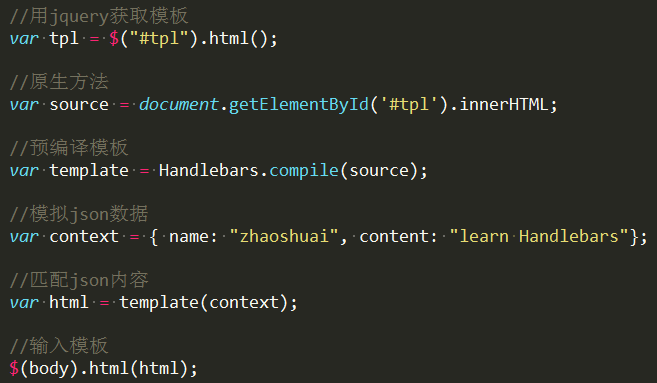 //用jquery获取模板
var tpl = $("#tpl").html();
//原生方法
var source = document.getElementById('#tpl').innerHTML;
//预编译模板
var template = Handlebars.compile(source);
//模拟json数据
var context = { name: "zhaoshuai", content: "learn Handlebars"};
//匹配json内容
var html = template(context);
//输入模板
$(body).html(html);